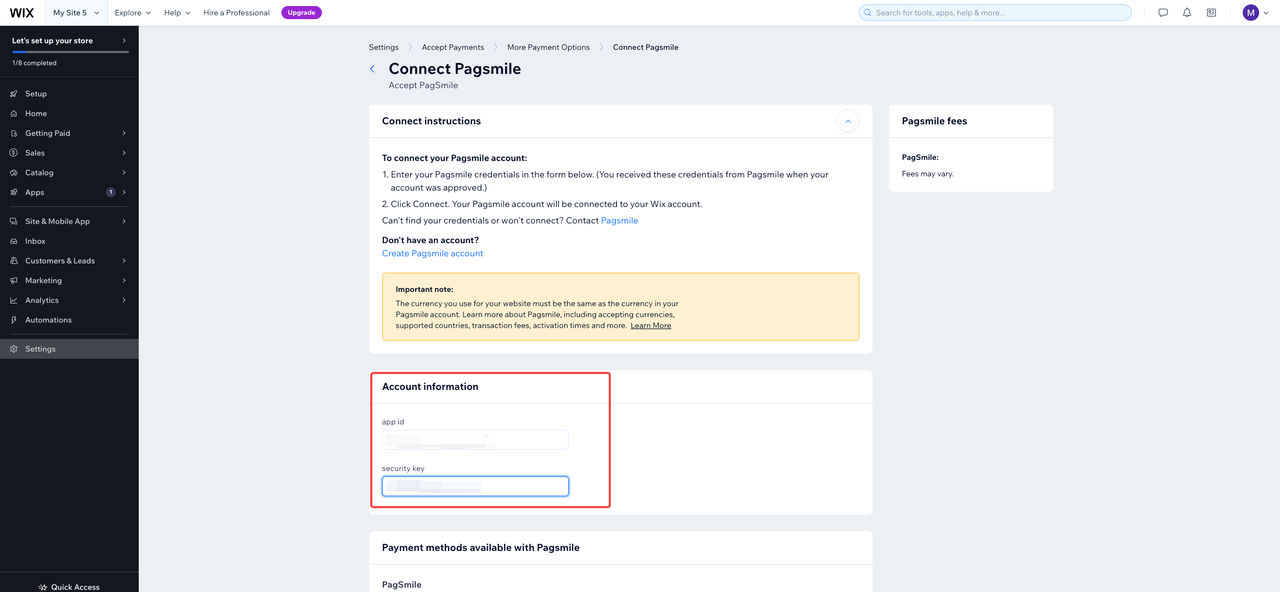 WIX
My Site 5
Explore
Help
Hire a Professional
Upgrade
Search for tools, apps, help & more...
M
Let's set up your store
1/8 completed
Setup
Home
Getting Paid
Sales
Catalog
Apps
1
Site & Mobile App
Inbox
Customers & Leads
Marketing
Analytics
Automations
Settings
Quick Access
Settings
Accept Payments
More Payment Options
Connect Pagsmile
Connect Pagsmile
Accept PagSmile
Connect instructions
To connect your Pagsmile account:
1. Enter your Pagsmile credentials in the form below. (You received these credentials from Pagsmile when your
account was approved.)
2. Click Connect. Your Pagsmile account will be connected to your Wix account.
Can't find your credentials or won't connect? Contact Pagsmile
Don't have an account?
Create Pagsmile account
Important note:
The currency you use for your website must be the same as the currency in your
Pagsmile account. Learn more about Pagsmile, including accepting currencies,
supported countries, transaction fees, activation times and more. Learn More
Account information
app id
security key
Payment methods available with Pagsmile
PagSmile
Pagsmile fees
PagSmile:
Fees may vary.